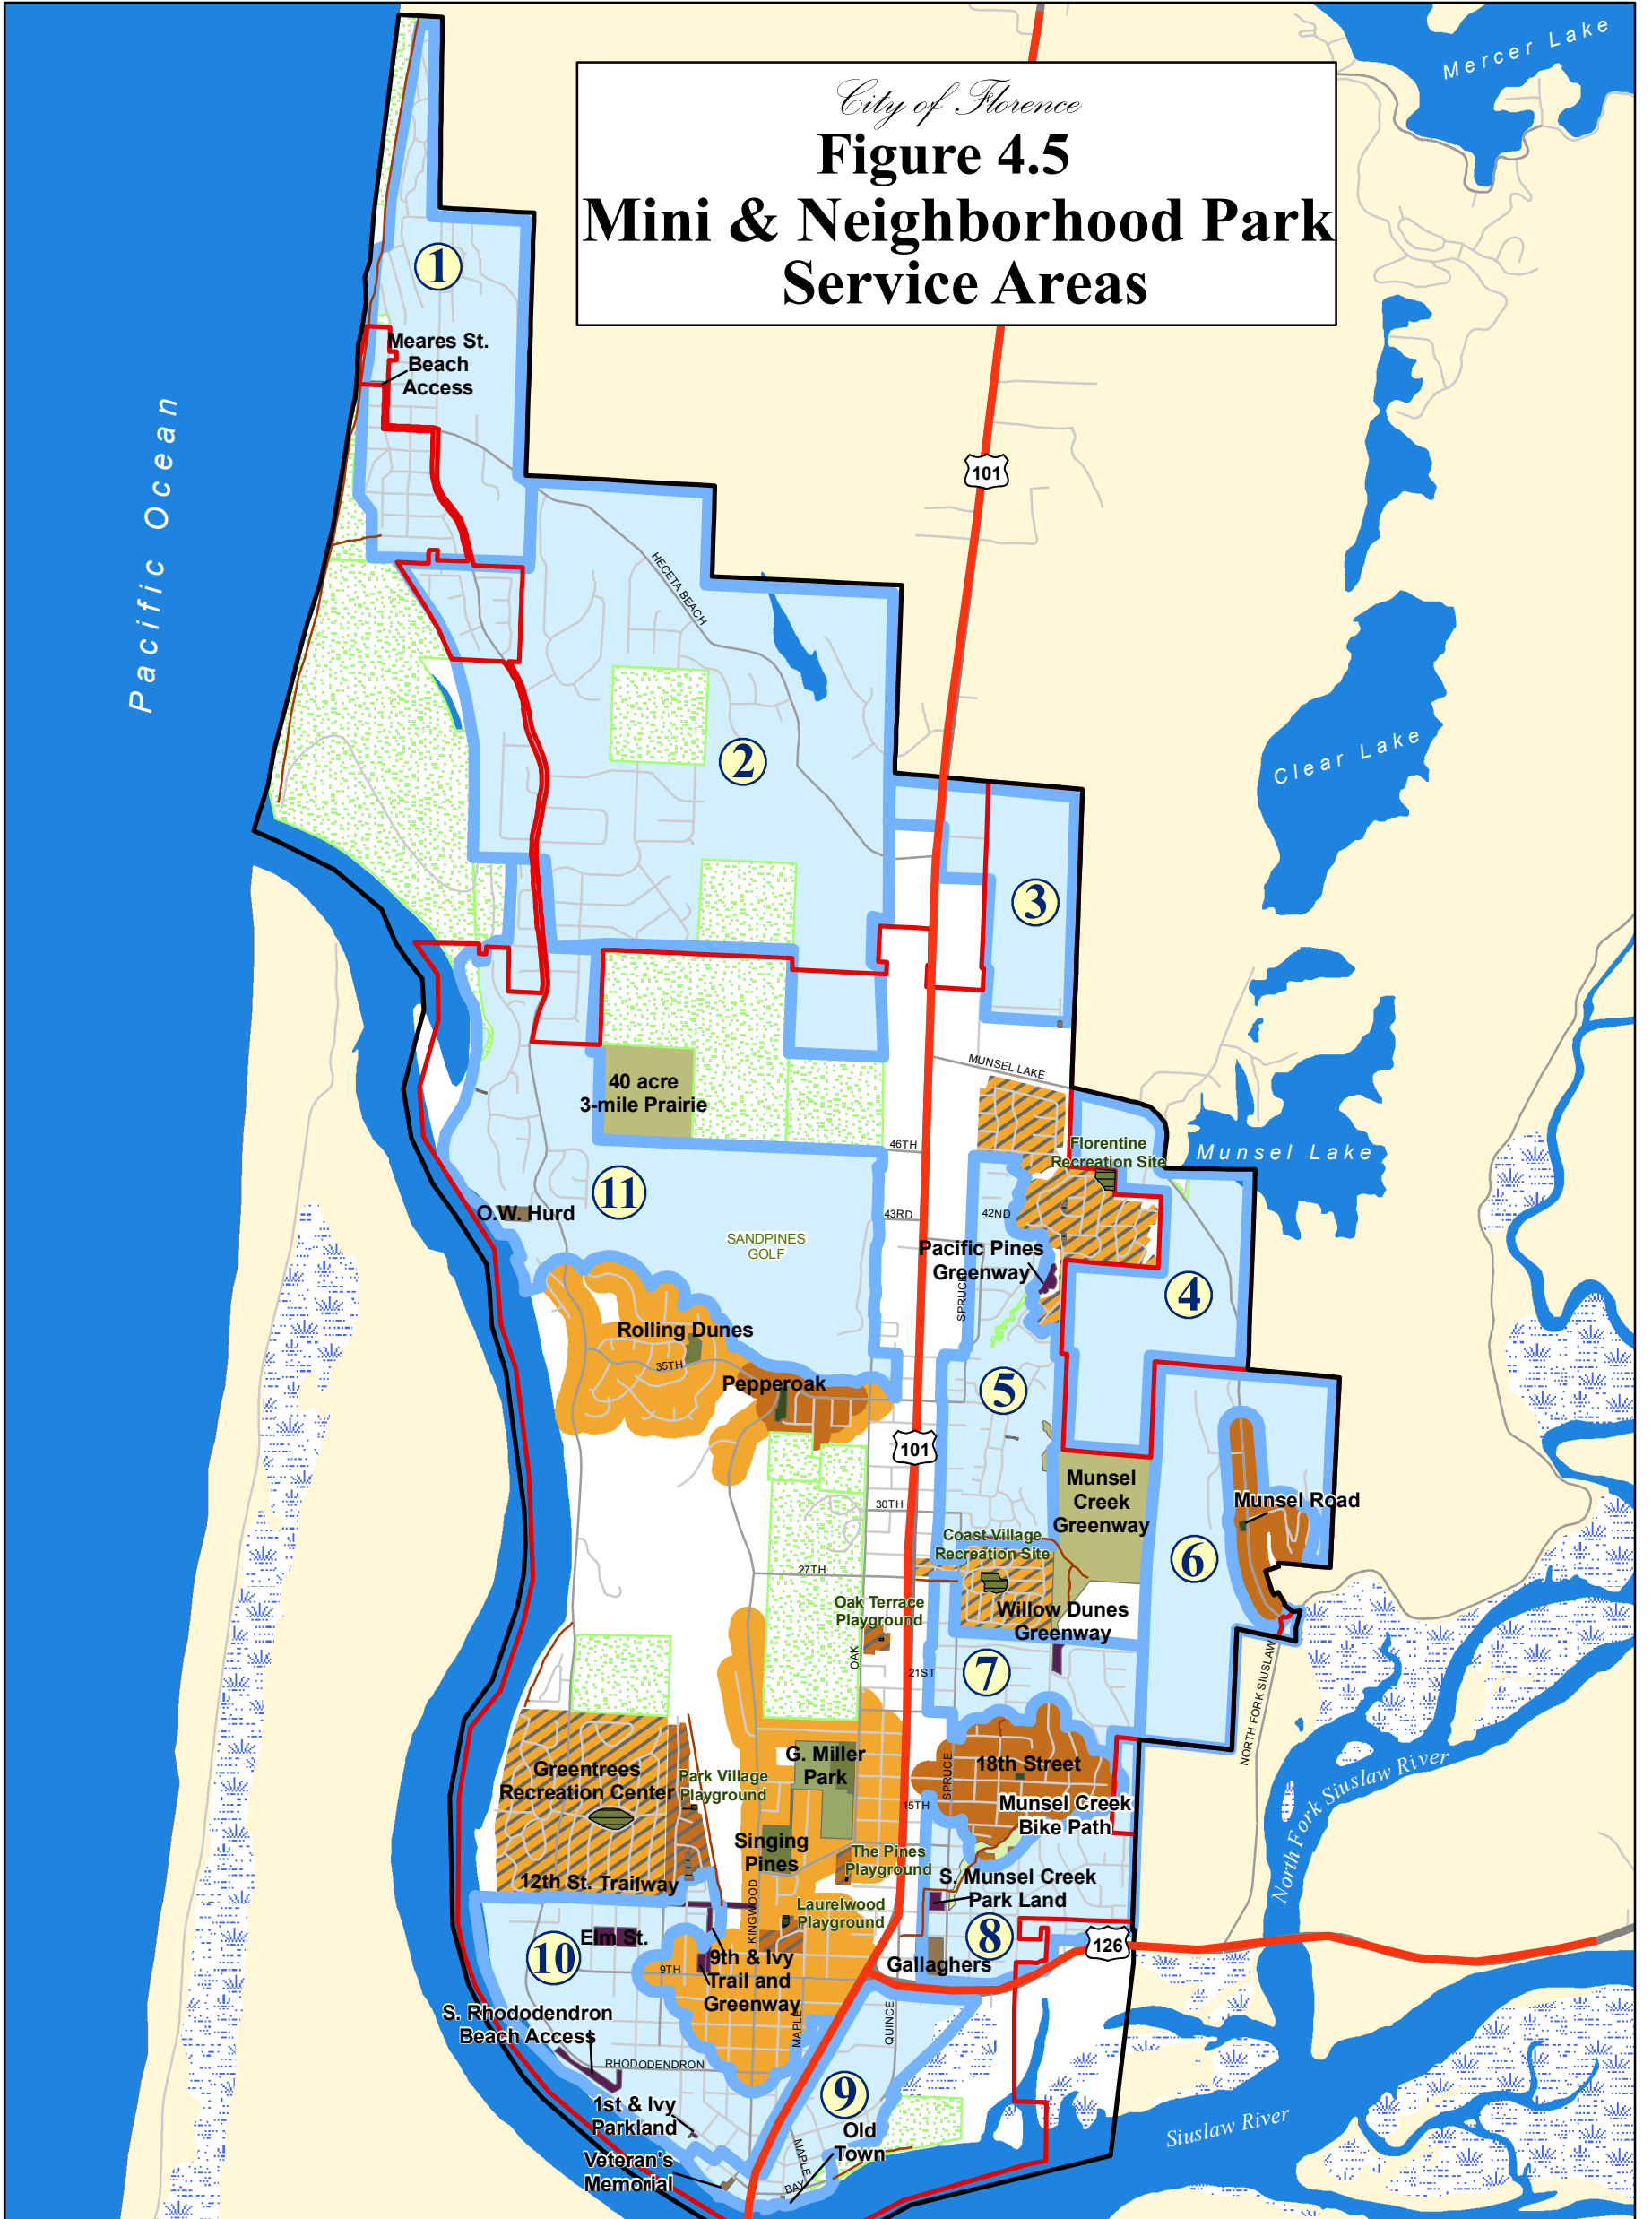 City of Florence
Figure 4.5
Mini & Neighborhood Park
Service Areas
Mercer Lake
1
Meares St.
Beach
Access
Pacific Ocean
101
HECETA BEACH
2
Clear Lake
3
MUNSEL LAKE
40 acre
3-mile Prairie
46TH
Florentine
Recreation Site
Munsel Lake
11
O.W. Hurd
43RD
42ND
SANDPINES
GOLF
Pacific Pines
Greenway
SPRUCE
4
Rolling Dunes
35TH
Pepperoak
5
101
Munsel
Creek
Greenway
Munsel Road
30TH
Coast Village
Recreation Site
6
27TH
Oak Terrace
Playground
Willow Dunes
Greenway
OAK
21ST
7
NORTH FORK SIUSLAW
Greentrees
Recreation Center
Park Village
Playground
G. Miller
Park
SPRUCE
18th Street
15TH
Munsel Creek
Bike Path
North Fork Siuslaw River
Singing
Pines
The Pines
Playground
12th St. Trailway
S. Munsel Creek
Park Land
KINGWOOD
Laurelwood
Playground
10
Elm St.
8
126
9TH
9th & Ivy
Trail and
Greenway
Gallaghers
S. Rhododendron
Beach Access
MAPLE
QUINCE
RHODODENDRON
9
1st & Ivy
Parkland
Old
Town
Siuslaw River
Veteran's
Memorial
MAPLE
BAY